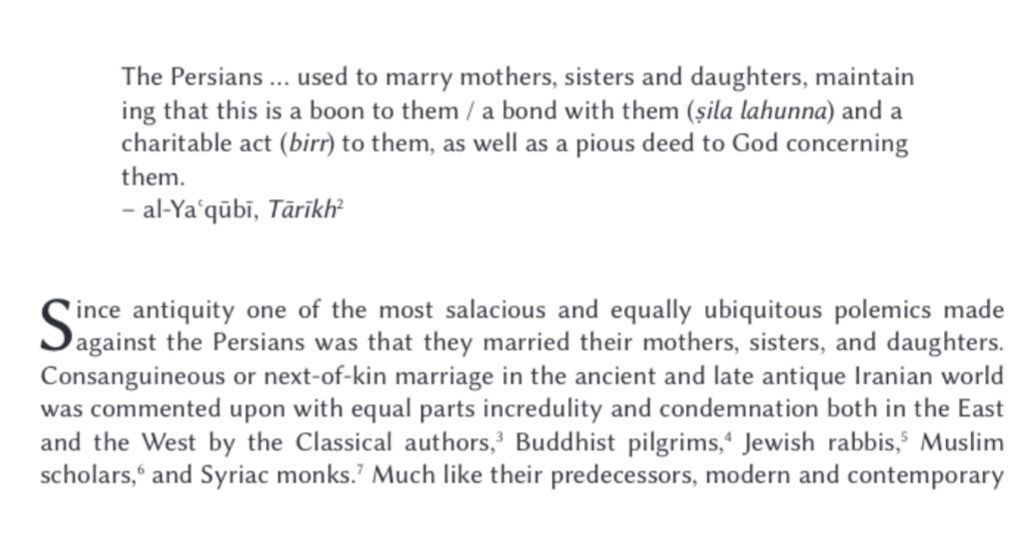 The Persians ... used to marry mothers, sisters and daughters, maintain
ing that this is a boon to them / a bond with them (ṣila lahunna) and a
charitable act (birr) to them, as well as a pious deed to God concerning
them.
– al-Yaʿqūbī, Tārīkh²
Since antiquity one of the most salacious and equally ubiquitous polemics made
against the Persians was that they married their mothers, sisters, and daughters.
Consanguineous or next-of-kin marriage in the ancient and late antique Iranian world
was commented upon with equal parts incredulity and condemnation both in the East
and the West by the Classical authors,³ Buddhist pilgrims,⁴ Jewish rabbis,⁵ Muslim
scholars,⁶ and Syriac monks.⁷ Much like their predecessors, modern and contemporary